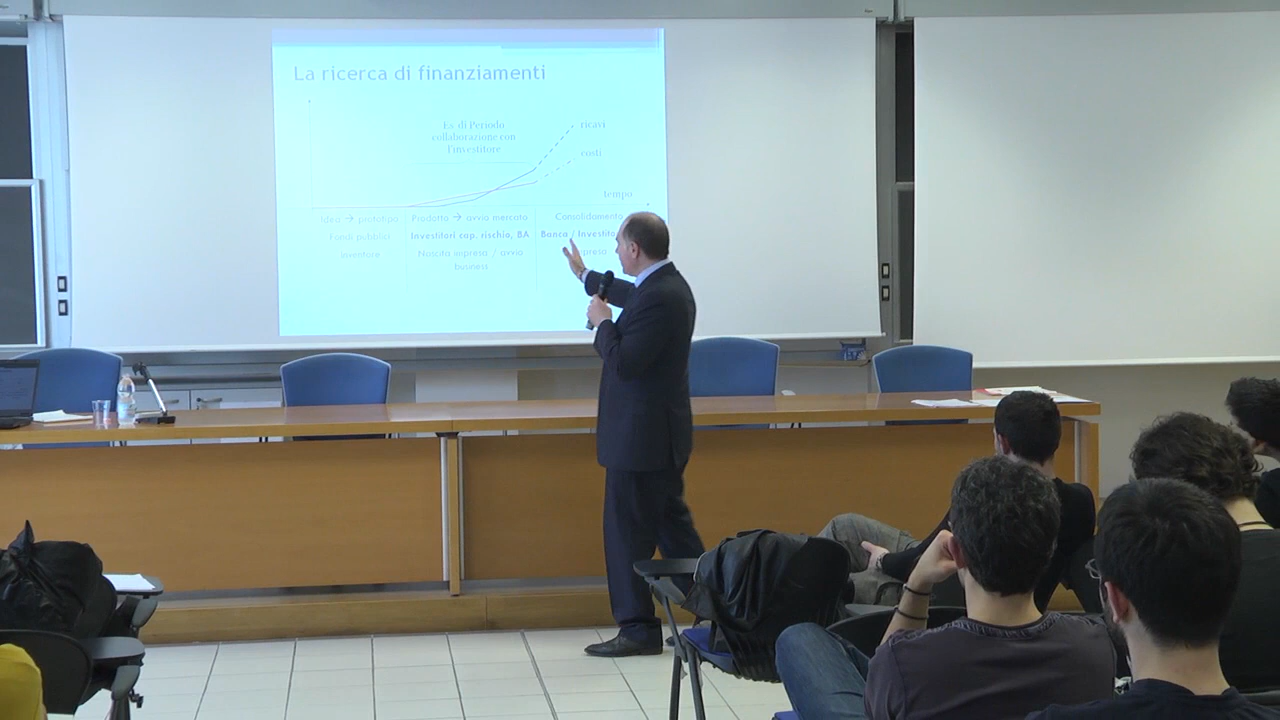 La ricerca di finanziamenti
Es. di Periodo
collaborazione con
l'investitore
ricavi
costi
tempo
Idea → prototipo
Prodotto → avvio mercato
Consolidamento
Fondi pubblici
Investitori cap. rischio, BA
Banca / Investito
Inventore
Nascita impresa / avvio
business